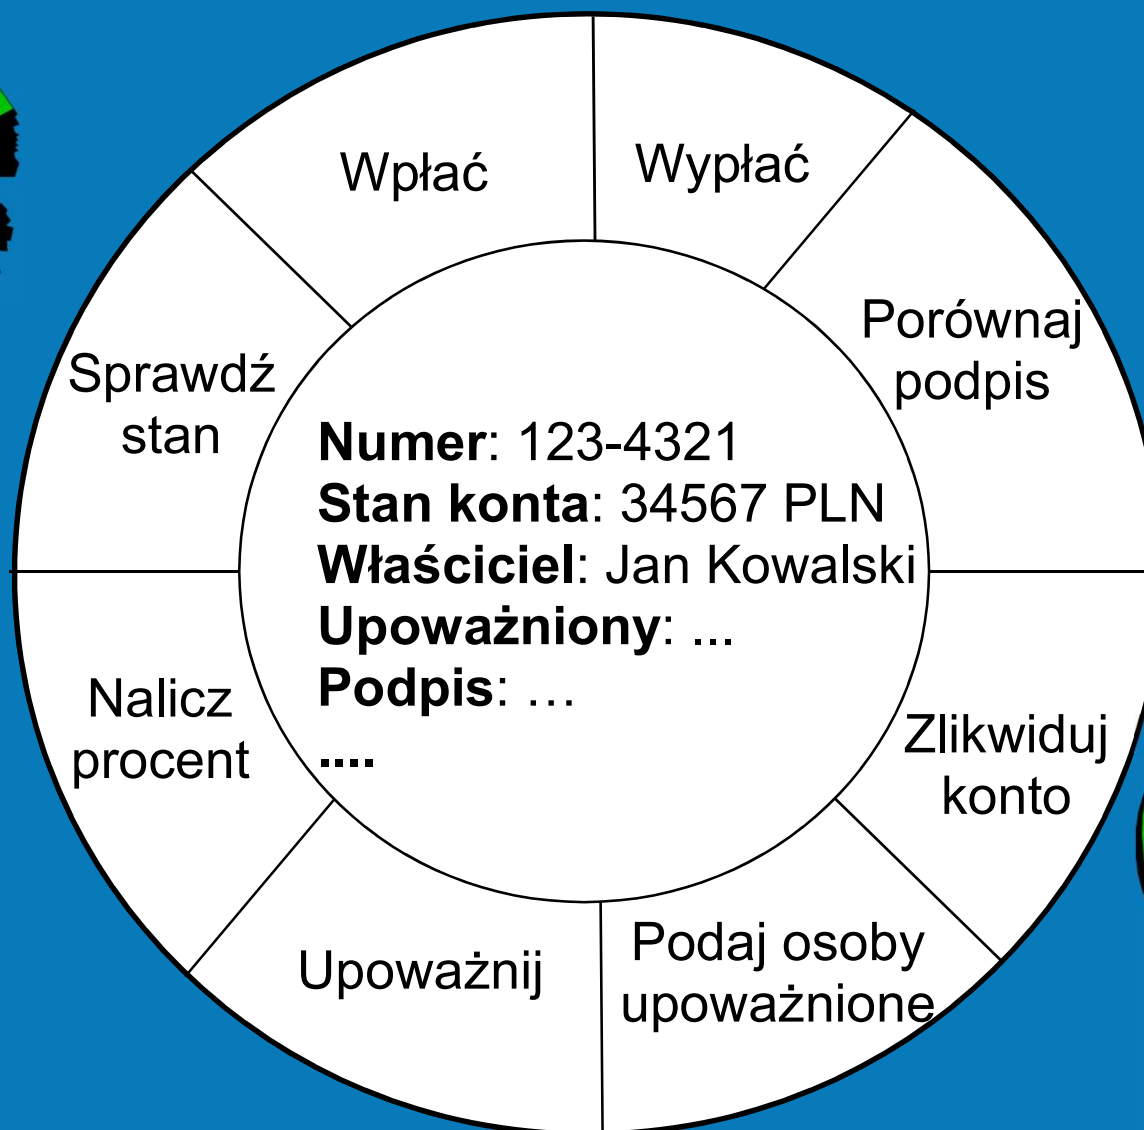 Wpłać
Wypłać
Porównaj
podpis
Sprawdź
stan
Numer: 123-4321
Stan konta: 34567 PLN
Właściciel: Jan Kowalski
Upoważniony: ...
Podpis: …
....
Nalicz
procent
Zlikwiduj
konto
Upoważnij
Podaj osoby
upoważnione